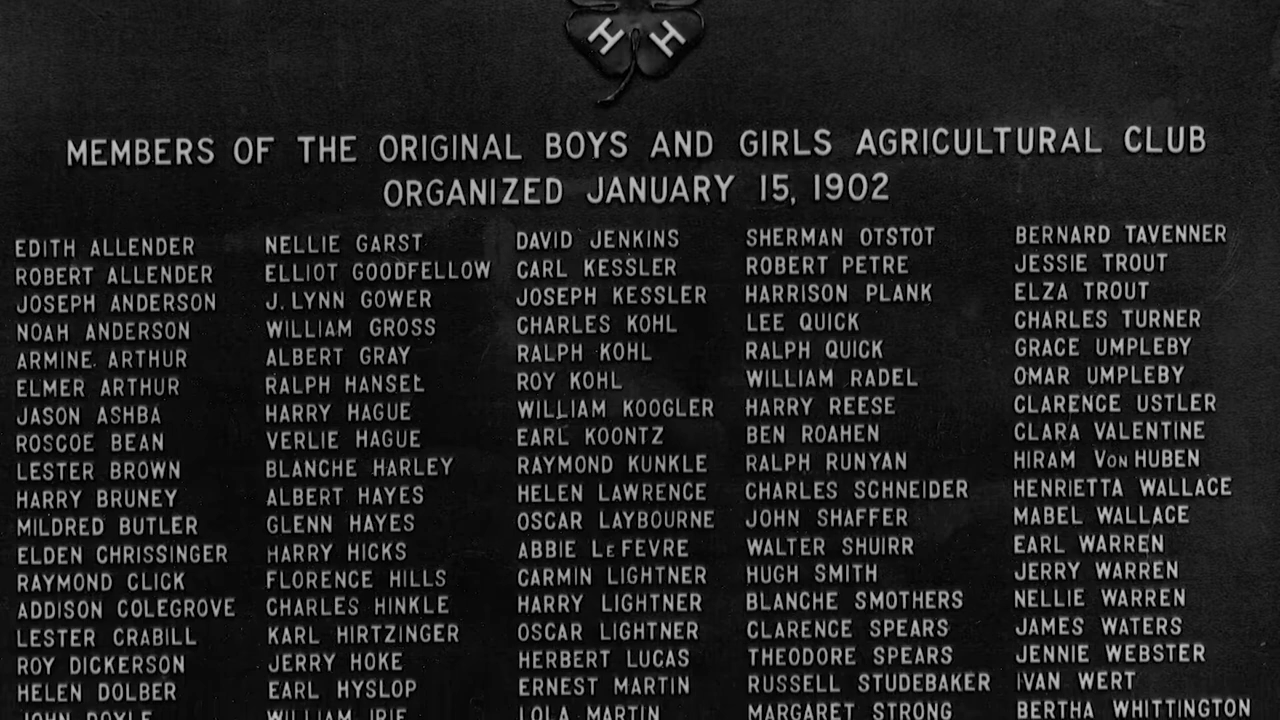 H H
MEMBERS OF THE ORIGINAL BOYS AND GIRLS AGRICULTURAL CLUB
ORGANIZED JANUARY 15, 1902
EDITH ALLENDER
ROBERT ALLENDER
JOSEPH ANDERSON
NOAH ANDERSON
ARMINE ARTHUR
ELMER ARTHUR
JASON ASHBA
ROSCOE BEAN
LESTER BROWN
HARRY BRUNEY
MILDRED BUTLER
ELDEN CHRISSINGER
RAYMOND CLICK
ADDISON COLEGROVE
LESTER CRABILL
ROY DICKERSON
HELEN DOLBER
JOHN DOYLE
NELLIE GARST
ELLIOT GOODFELLOW
J. LYNN GOWER
WILLIAM GROSS
ALBERT GRAY
RALPH HANSEL
HARRY HAGUE
VERLIE HAGUE
BLANCHE HARLEY
ALBERT HAYES
GLENN HAYES
HARRY HICKS
FLORENCE HILLS
CHARLES HINKLE
KARL HIRTZINGER
JERRY HOKE
EARL HYSLOP
WILLIAM IRIE
DAVID JENKINS
CARL KESSLER
JOSEPH KESSLER
CHARLES KOHL
RALPH KOHL
ROY KOHL
WILLIAM KOOGLER
EARL KOONTZ
RAYMOND KUNKLE
HELEN LAWRENCE
OSCAR LAYBOURNE
ABBIE LE FEVRE
CARMIN LIGHTNER
HARRY LIGHTNER
OSCAR LIGHTNER
HERBERT LUCAS
ERNEST MARTIN
LOLA MARTIN
SHERMAN OTSTOT
ROBERT PETRE
HARRISON PLANK
LEE QUICK
RALPH QUICK
WILLIAM RADEL
HARRY REESE
BEN ROAHEN
RALPH RUNYAN
CHARLES SCHNEIDER
JOHN SHAFFER
WALTER SHUIRR
HUGH SMITH
BLANCHE SMOTHERS
CLARENCE SPEARS
THEODORE SPEARS
RUSSELL STUDEBAKER
MARGARET STRONG
BERNARD TAVENNER
JESSIE TROUT
ELZA TROUT
CHARLES TURNER
GRACE UMPLEBY
OMAR UMPLEBY
CLARENCE USTLER
CLARA VALENTINE
HIRAM VON HUBEN
HENRIETTA WALLACE
MABEL WALLACE
EARL WARREN
JERRY WARREN
NELLIE WARREN
JAMES WATERS
JENNIE WEBSTER
IVAN WERT
BERTHA WHITTINGTON